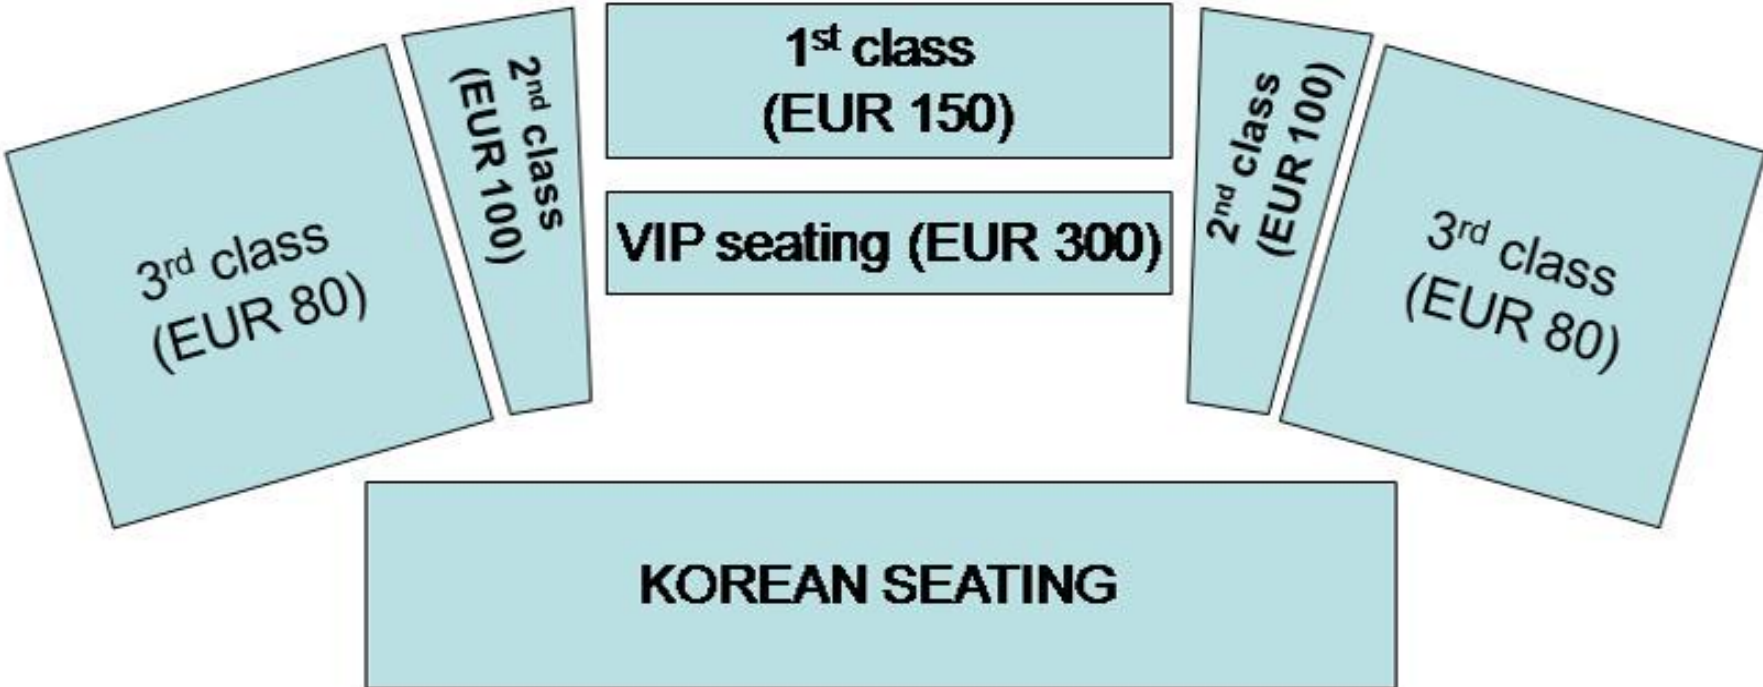 1st class
(EUR 150)
2nd class
(EUR 100)
2nd class
(EUR 100)
VIP seating (EUR 300)
3rd class
(EUR 80)
3rd class
(EUR 80)
KOREAN SEATING